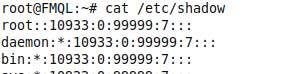 root@FMQL:~# cat /etc/shadow
root::10933:0:99999:7:::
daemon:*:10933:0:99999:7:::
bin:*:10933:0:99999:7:::